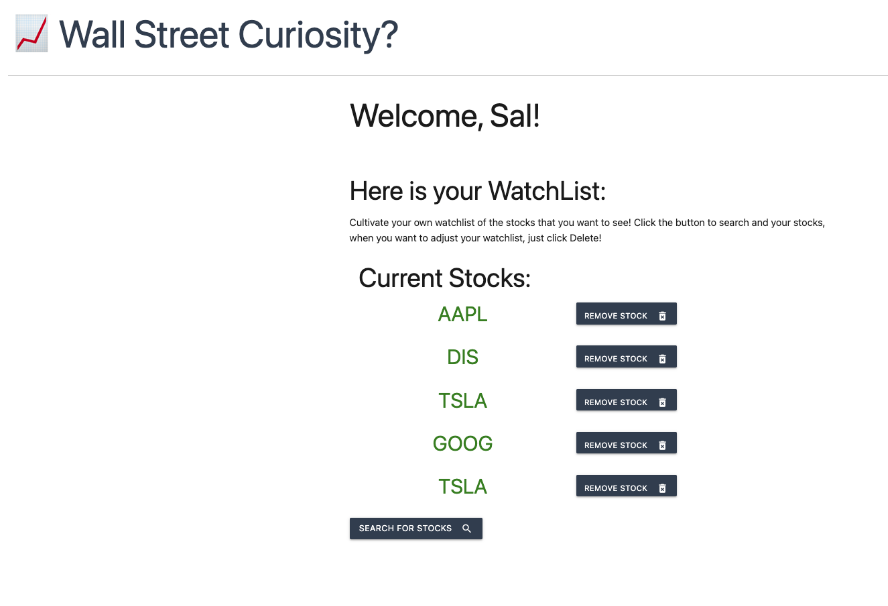 Wall Street Curiosity?
Welcome, Sal!
Here is your WatchList:
Cultivate your own watchlist of the stocks that you want to see! Click the button to search and your stocks,
when you want to adjust your watchlist, just click Delete!
Current Stocks:
AAPL REMOVE STOCK
DIS REMOVE STOCK
TSLA REMOVE STOCK
GOOG REMOVE STOCK
TSLA REMOVE STOCK
SEARCH FOR STOCKS